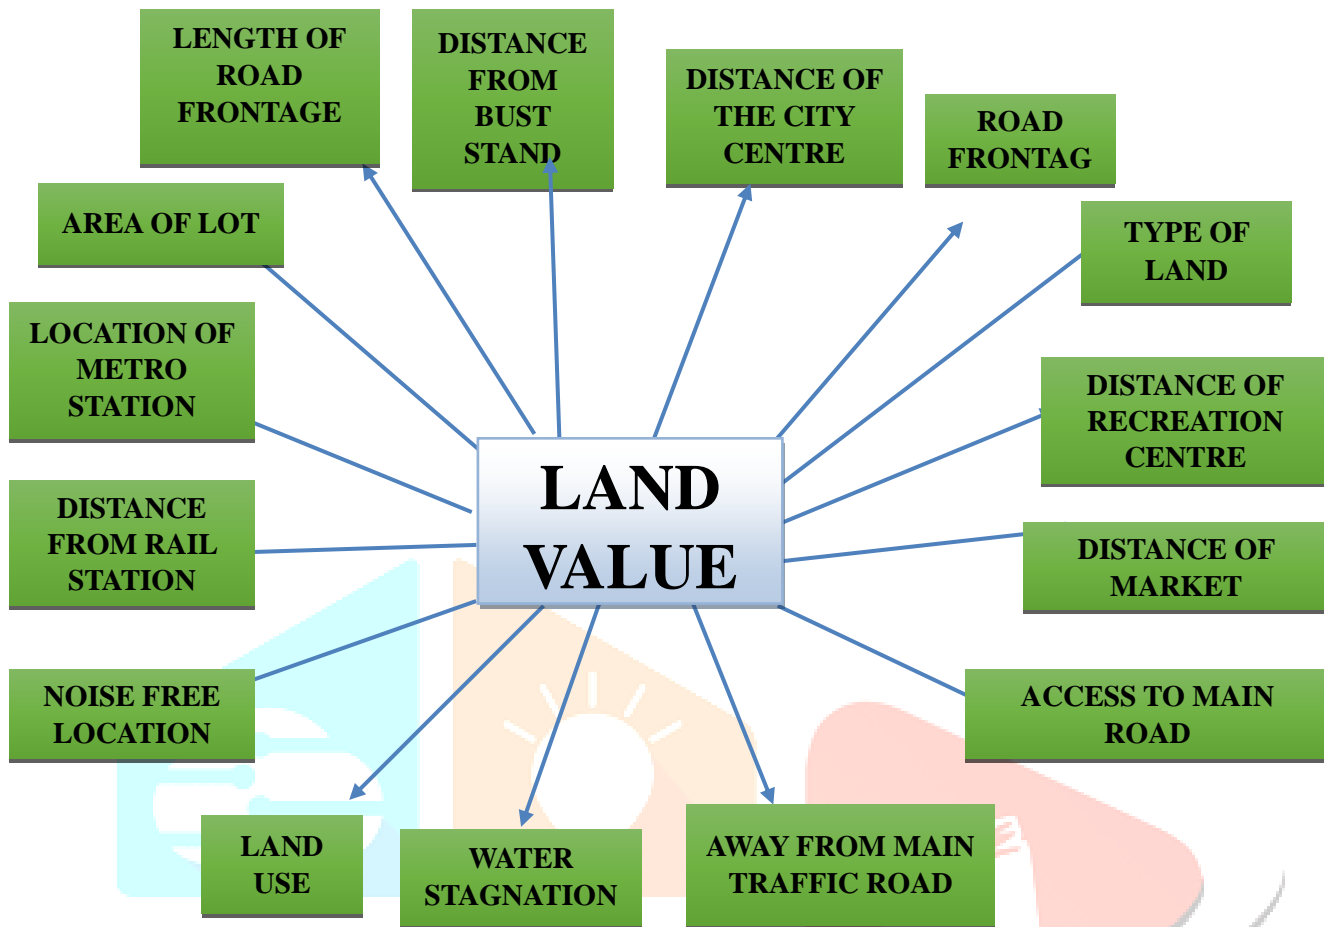 LENGTH OF
ROAD
FRONTAGE
DISTANCE
FROM
BUST
STAND
DISTANCE OF
THE CITY
CENTRE
ROAD
FRONTAG
AREA OF LOT
TYPE OF
LAND
LOCATION OF
METRO
STATION
DISTANCE OF
RECREATION
CENTRE
LAND
VALUE
DISTANCE
FROM RAIL
STATION
DISTANCE OF
MARKET
NOISE FREE
LOCATION
ACCESS TO MAIN
ROAD
LAND
USE
WATER
STAGNATION
AWAY FROM MAIN
TRAFFIC ROAD